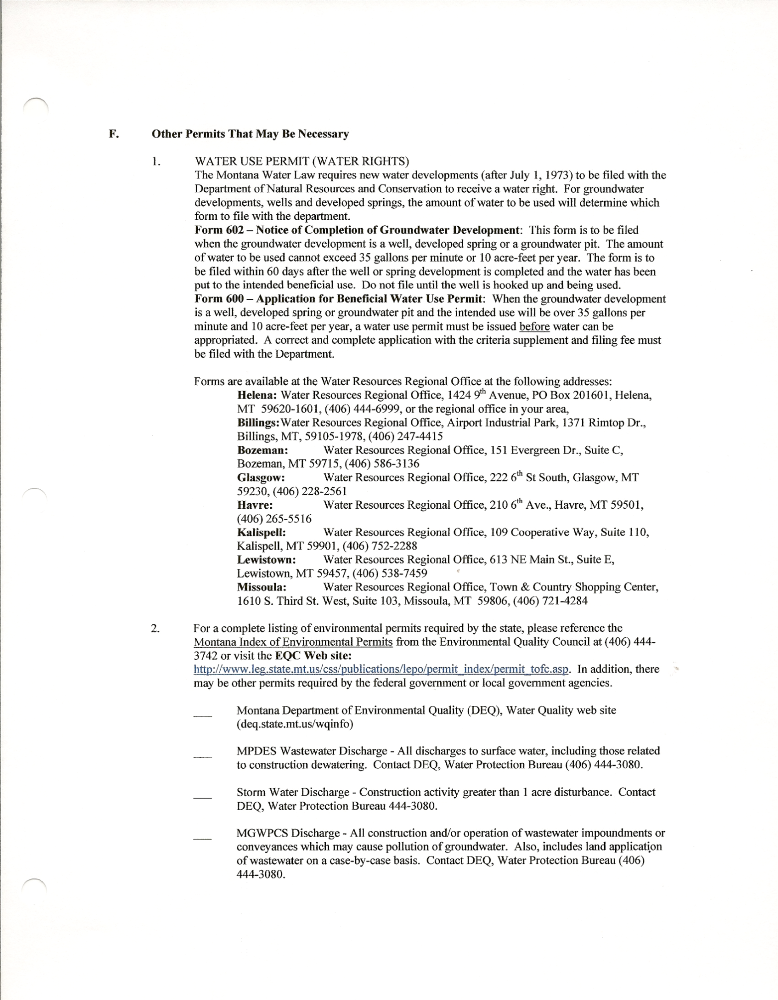 F. Other Permits That May Be Necessary
1. WATER USE PERMIT (WATER RIGHTS)
The Montana Water Law requires new water developments (after July 1, 1973) to be filed with the
Department of Natural Resources and Conservation to receive a water right. For groundwater
developments, wells and developed springs, the amount of water to be used will determine which
form to file with the department.
Form 602 – Notice of Completion of Groundwater Development: This form is to be filed
when the groundwater development is a well, developed spring or a groundwater pit. The amount
of water to be used cannot exceed 35 gallons per minute or 10 acre-feet per year. The form is to
be filed within 60 days after the well or spring development is completed and the water has been
put to the intended beneficial use. Do not file until the well is hooked up and being used.
Form 600 – Application for Beneficial Water Use Permit: When the groundwater development
is a well, developed spring or groundwater pit and the intended use will be over 35 gallons per
minute and 10 acre-feet per year, a water use permit must be issued before water can be
appropriated. A correct and complete application with the criteria supplement and filing fee must
be filed with the Department.
Forms are available at the Water Resources Regional Office at the following addresses:
Helena: Water Resources Regional Office, 1424 9th Avenue, PO Box 201601, Helena,
MT 59620-1601, (406) 444-6999, or the regional office in your area,
Billings: Water Resources Regional Office, Airport Industrial Park, 1371 Rimtop Dr.,
Billings, MT, 59105-1978, (406) 247-4415
Bozeman: Water Resources Regional Office, 151 Evergreen Dr., Suite C,
Bozeman, MT 59715, (406) 586-3136
Glasgow: Water Resources Regional Office, 222 6th St South, Glasgow, MT
59230, (406) 228-2561
Havre: Water Resources Regional Office, 210 6th Ave., Havre, MT 59501,
(406) 265-5516
Kalispell: Water Resources Regional Office, 109 Cooperative Way, Suite 110,
Kalispell, MT 59901, (406) 752-2288
Lewistown: Water Resources Regional Office, 613 NE Main St., Suite E,
Lewistown, MT 59457, (406) 538-7459
Missoula: Water Resources Regional Office, Town & Country Shopping Center,
1610 S. Third St. West, Suite 103, Missoula, MT 59806, (406) 721-4284
2. For a complete listing of environmental permits required by the state, please reference the
Montana Index of Environmental Permits from the Environmental Quality Council at (406) 444-
3742 or visit the EQC Web site:
http://www.leg.state.mt.us/css/publications/lepo/permit_index/permit_tofc.asp. In addition, there
may be other permits required by the federal government or local government agencies.
___ Montana Department of Environmental Quality (DEQ), Water Quality web site
(deq.state.mt.us/wqinfo)
___ MPDES Wastewater Discharge - All discharges to surface water, including those related
to construction dewatering. Contact DEQ, Water Protection Bureau (406) 444-3080.
___ Storm Water Discharge - Construction activity greater than 1 acre disturbance. Contact
DEQ, Water Protection Bureau 444-3080.
___ MGWPCS Discharge - All construction and/or operation of wastewater impoundments or
conveyances which may cause pollution of groundwater. Also, includes land application
of wastewater on a case-by-case basis. Contact DEQ, Water Protection Bureau (406)
444-3080.